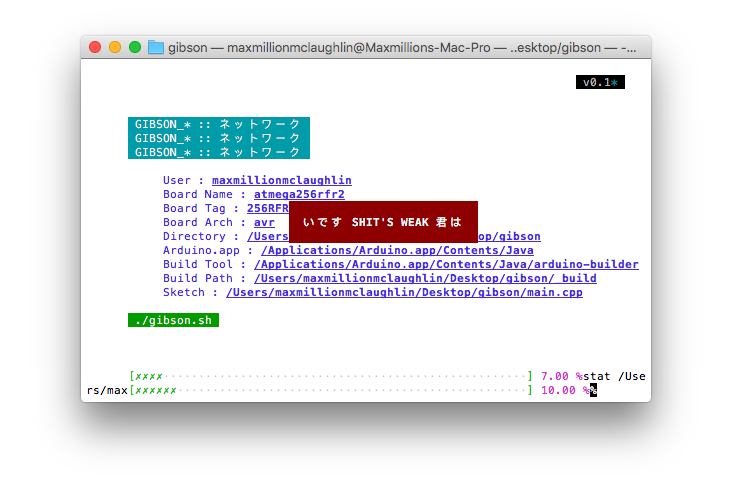 gibson — maxmillionmclaughlin@Maxmillions-Mac-Pro — ..esktop/gibson — -...
v0.1*
GIBSON_* :: ネットワーク
GIBSON_* :: ネットワーク
GIBSON_* :: ネットワーク
User : maxmillionmclaughlin
Board Name : atmega256rfr2
Board Tag : 256RFR
いです SHIT'S WEAK 君は
Board Arch : avr
Directory : /Users op/gibson
Arduino.app : /Applications/Arduino.app/Contents/Java
Build Tool : /Applications/Arduino.app/Contents/Java/arduino-builder
Build Path : /Users/maxmillionmclaughlin/Desktop/gibson/_build
Sketch : /Users/maxmillionmclaughlin/Desktop/gibson/main.cpp
./gibson.sh
[✗✗✗✗····················································] 7.00 %stat /Use
rs/max[✗✗✗✗✗✗··················································] 10.00 %%